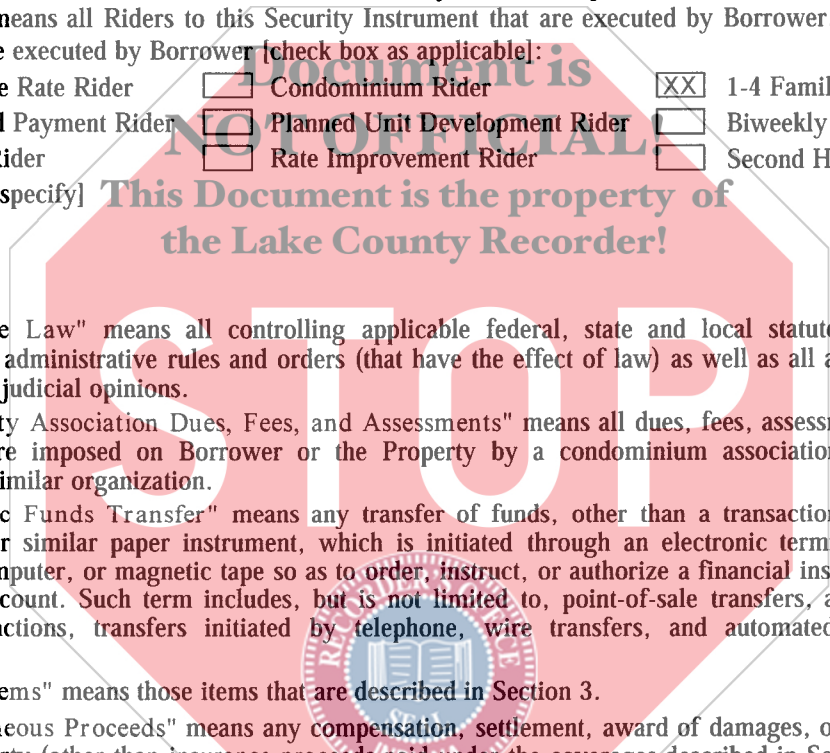 means all Riders to this Security Instrument that are executed by Borrower
e executed by Borrower [check box as applicable]:
e Rate Rider Condominium Rider XX 1-4 Famil
l Payment Rider Planned Unit Development Rider Biweekly
ider Rate Improvement Rider Second H
specify]
Document is
NOT OFFICIAL!
This Document is the property of
the Lake County Recorder!
STOP
e Law" means all controlling applicable federal, state and local statut
administrative rules and orders (that have the effect of law) as well as all a
judicial opinions.
ty Association Dues, Fees, and Assessments" means all dues, fees, assess
re imposed on Borrower or the Property by a condominium association
imilar organization.
c Funds Transfer" means any transfer of funds, other than a transaction
r similar paper instrument, which is initiated through an electronic term
nputer, or magnetic tape so as to order, instruct, or authorize a financial ins
count. Such term includes, but is not limited to, point-of-sale transfers, a
ctions, transfers initiated by telephone, wire transfers, and automated
ems" means those items that are described in Section 3.
eous Proceeds" means any compensation, settlement, award of damages, o
SEAL